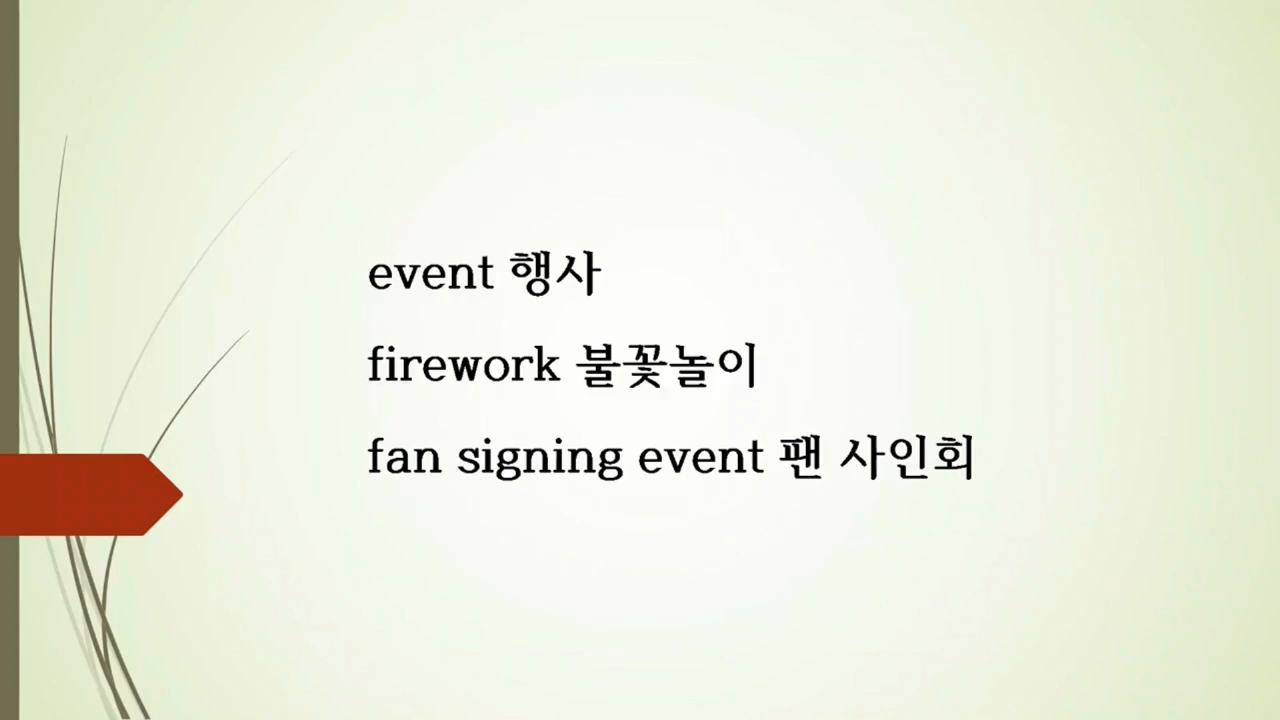 event 행사
firework 불꽃놀이
fan signing event 팬 사인회